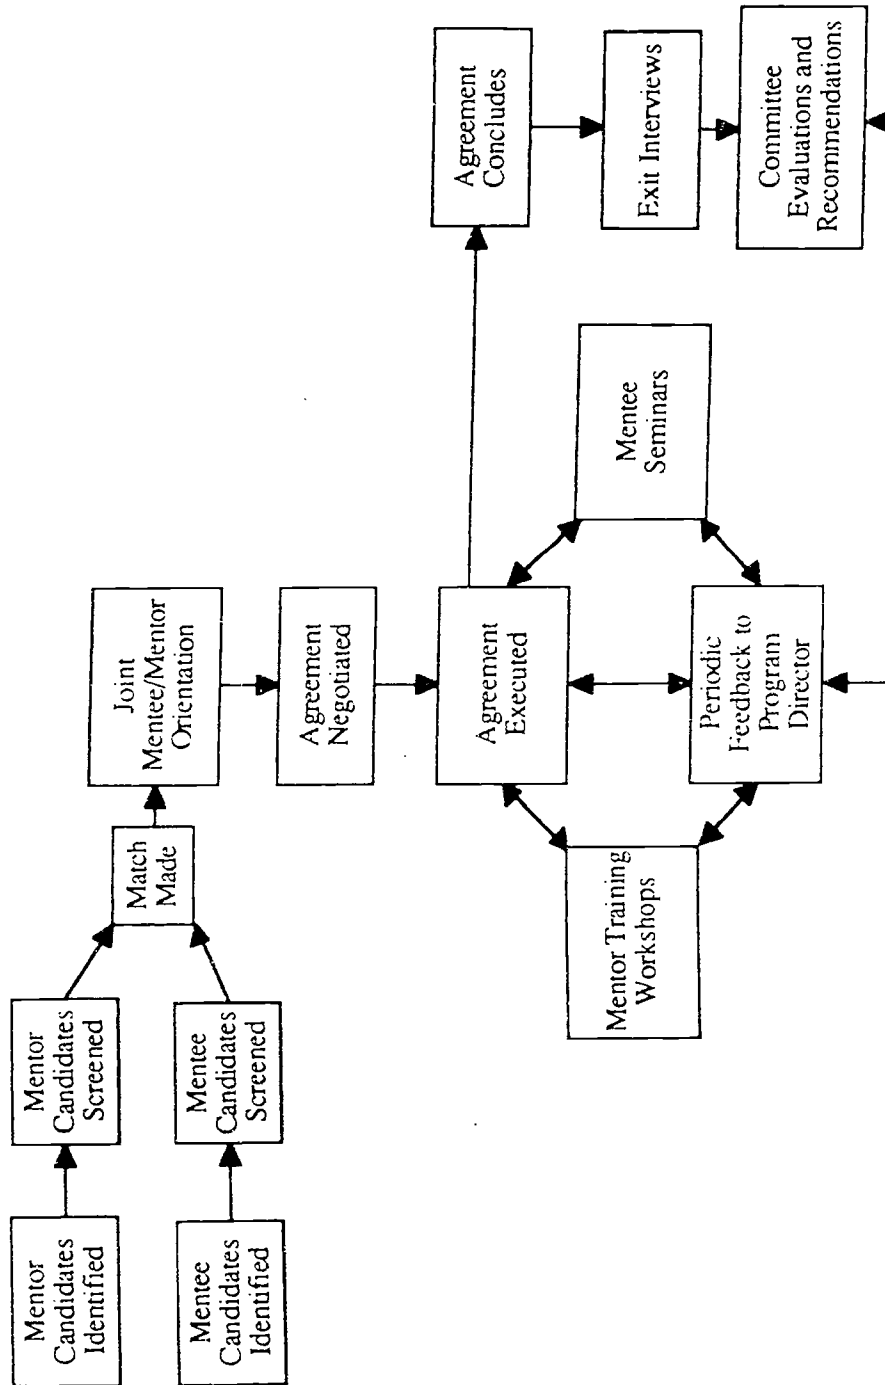 Mentor
Candidates
Identified
Mentor
Candidates
Screened
Mentee
Candidates
Identified
Mentee
Candidates
Screened
Match
Made
Joint
Mentee/Mentor
Orientation
Agreement
Negotiated
Agreement
Executed
Mentor Training
Workshops
Mentee
Seminars
Periodic
Feedback to
Program
Director
Agreement
Concludes
Exit Interviews
Committee
Evaluations and
Recommendations